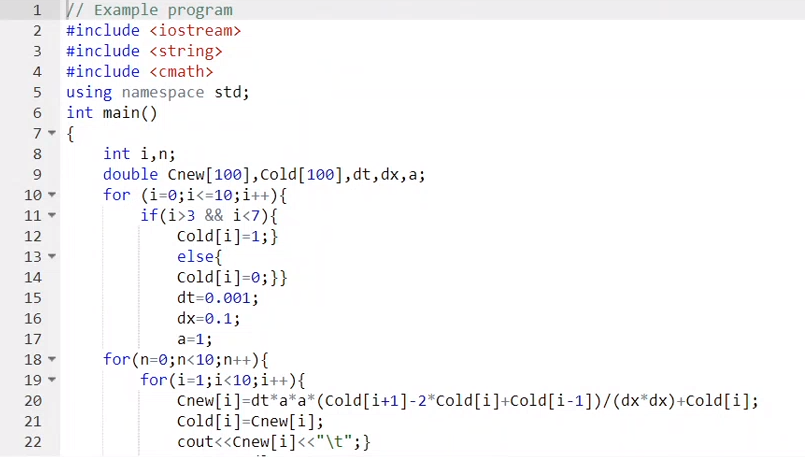 1 // Example program
2 #include <iostream>
3 #include <string>
4 #include <cmath>
5 using namespace std;
6 int main()
7 {
8 int i,n;
9 double Cnew[100],Cold[100],dt,dx,a;
10 for (i=0;i<=10;i++){
11 if(i>3 && i<7){
12 Cold[i]=1;}
13 else{
14 Cold[i]=0;}}
15 dt=0.001;
16 dx=0.1;
17 a=1;
18 for(n=0;n<10;n++){
19 for(i=1;i<10;i++){
20 Cnew[i]=dt*a*a*(Cold[i+1]-2*Cold[i]+Cold[i-1])/(dx*dx)+Cold[i];
21 Cold[i]=Cnew[i];
22 cout<<Cnew[i]<<"\t";}